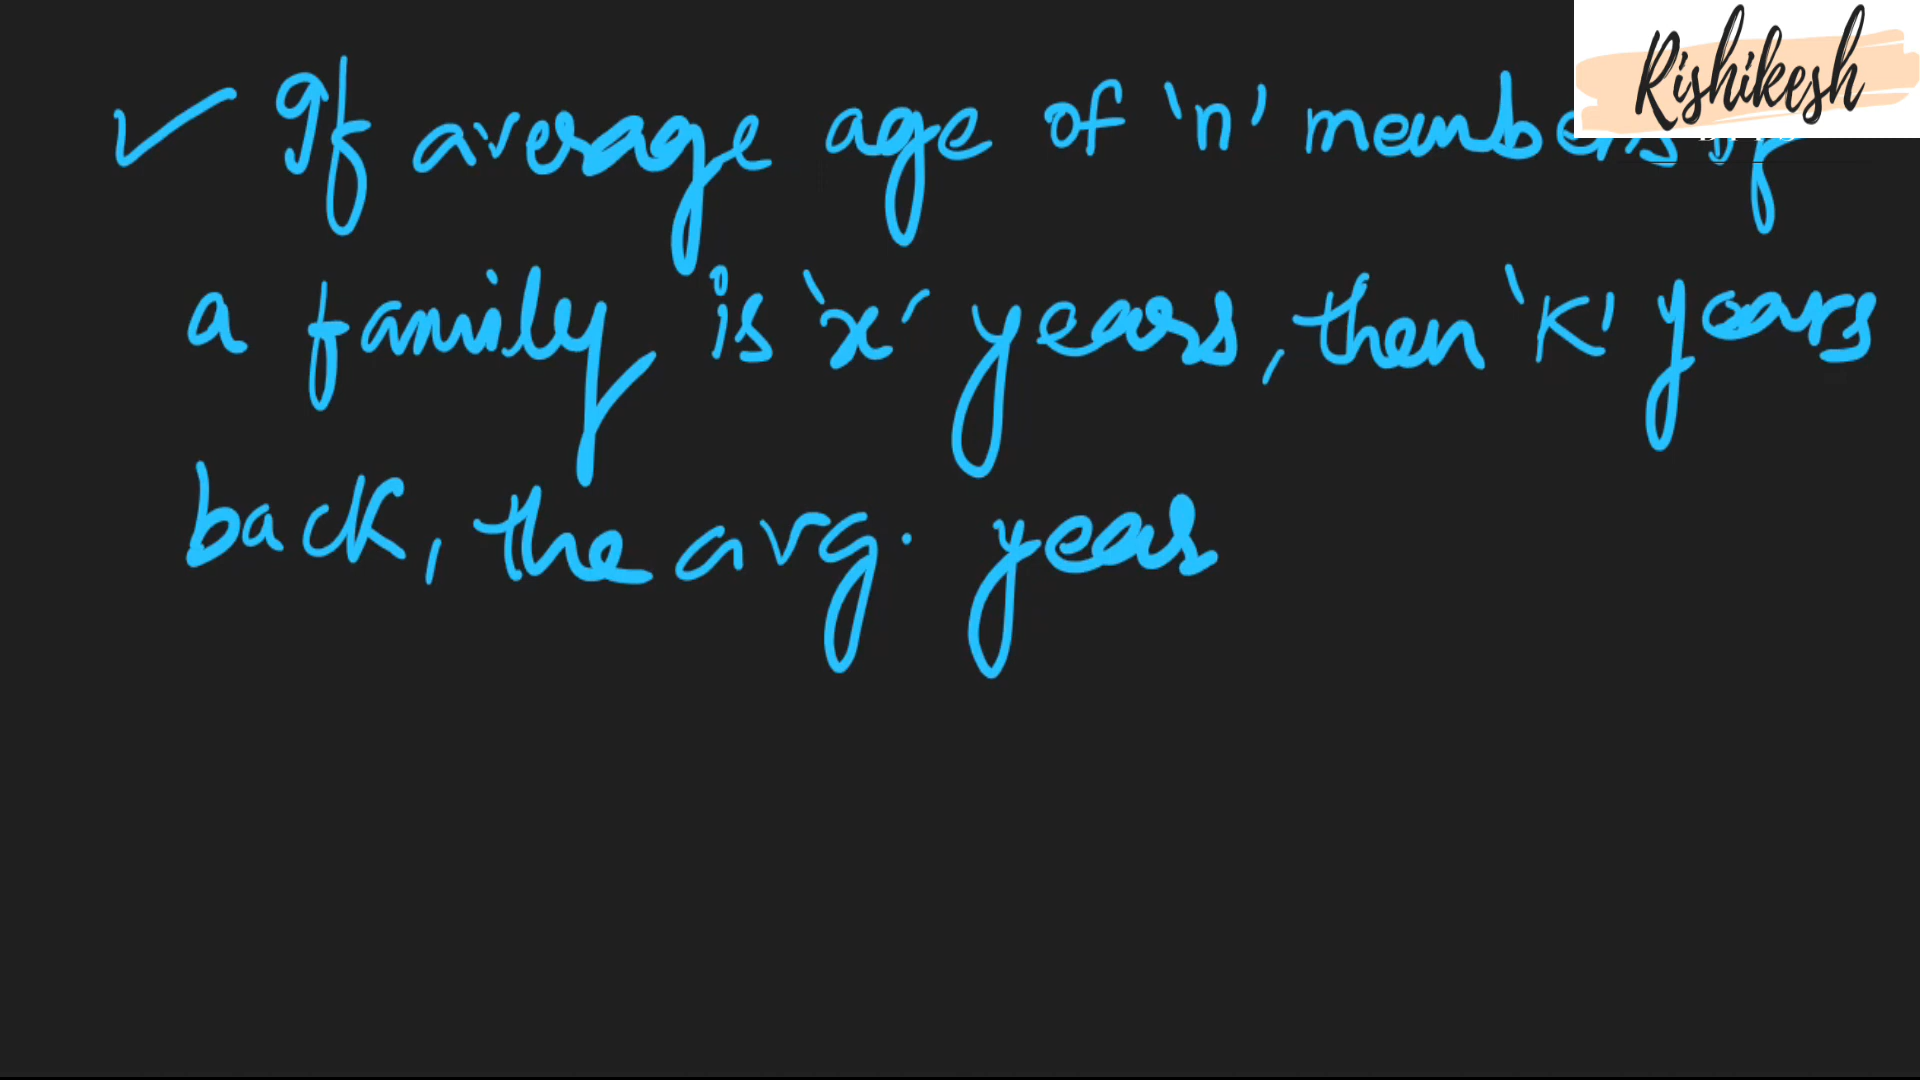 Rishikesh
✓ If average age of 'n' members of
a family is 'x' years, then 'K' years
back, the avg. years